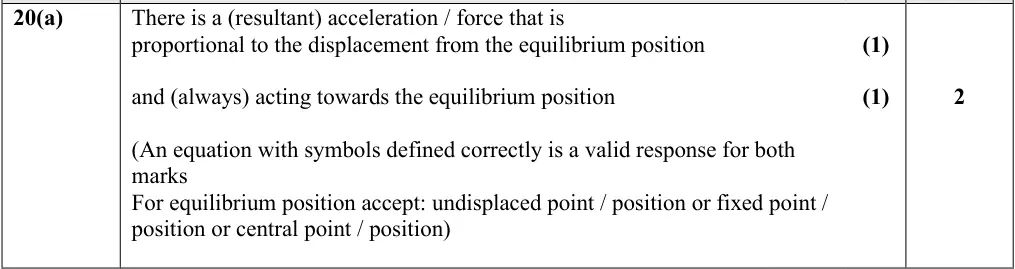 20(a)
There is a (resultant) acceleration / force that is
proportional to the displacement from the equilibrium position (1)
and (always) acting towards the equilibrium position (1) 2
(An equation with symbols defined correctly is a valid response for both
marks
For equilibrium position accept: undisplaced point / position or fixed point /
position or central point / position)